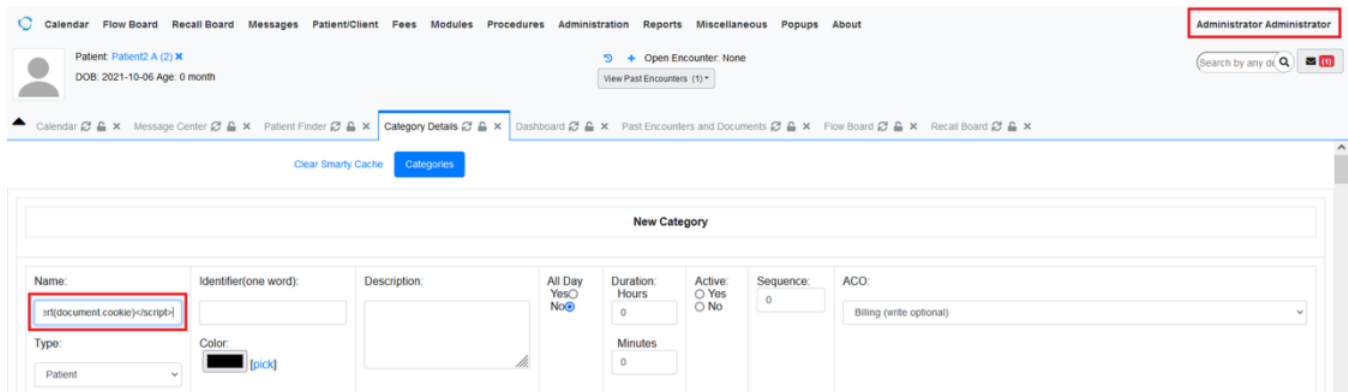 Calendar Flow Board Recall Board Messages Patient/Client Fees Modules Procedures Administration Reports Miscellaneous Popups About Administrator Administrator
Patient: Patient2 A (2)
Open Encounter: None
Search by any de
(1)
DOB: 2021-10-06 Age: 0 month
View Past Encounters (1)
Calendar Message Center Patient Finder Category Details Dashboard Past Encounters and Documents Flow Board Recall Board
Clear Smarty Cache Categories
New Category
Name: Identifier(one word): Description: All Day Duration: Active: Sequence: ACO:
Yes Hours Yes
No 0 No 0 Billing (write optional)
ert(document.cookie)</script>
Type: Color: Minutes
[pick]
Patient 0